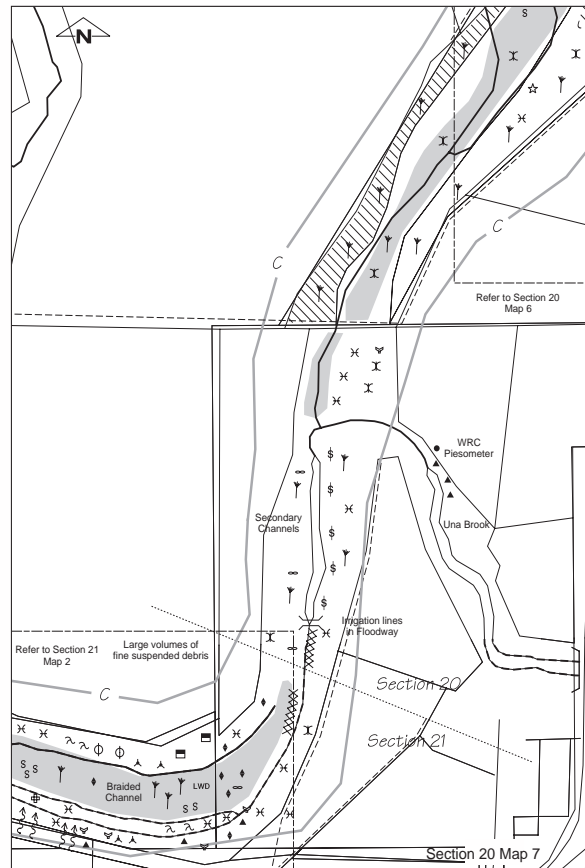 N
S
C
C
Refer to Section 20
Map 6
WRC
Piesometer
Secondary
Channels
Una Brook
Irrigation lines
in Floodway
Refer to Section 21
Map 2
Large volumes of
fine suspended debris
C
Section 20
Section 21
Braided
Channel
LWD
S
S
S
S S
Section 20 Map 7